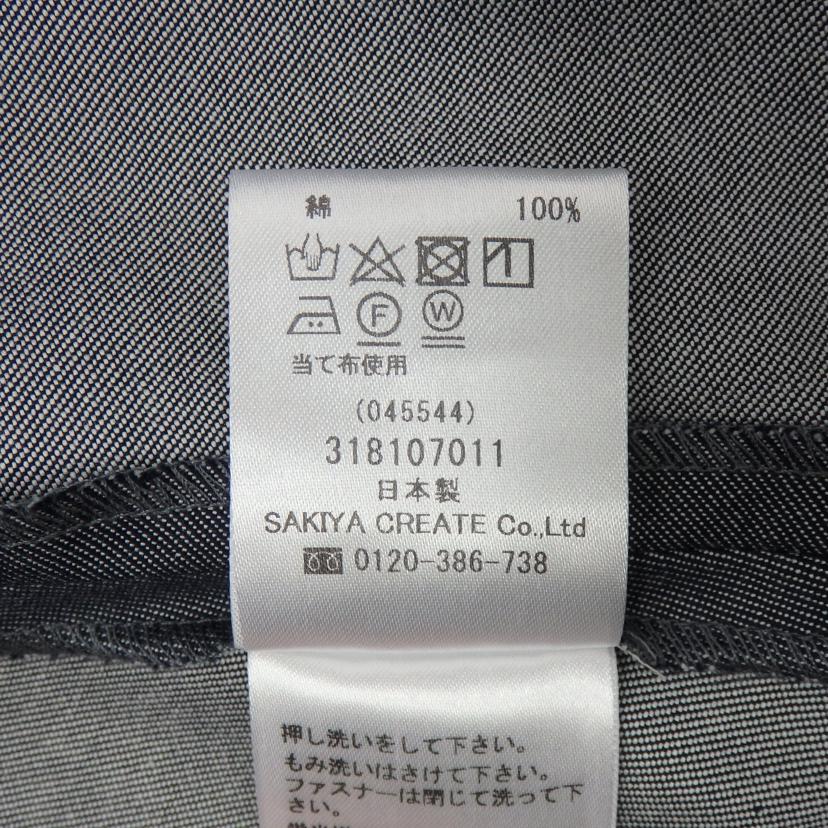 綿 100%
F W
当て布使用
(045544)
318107011
日本製
SAKIYA CREATE Co.,Ltd
0120-386-738
押し洗いをして下さい。
もみ洗いはさけて下さい。
ファスナーは閉じて洗って下
さい。